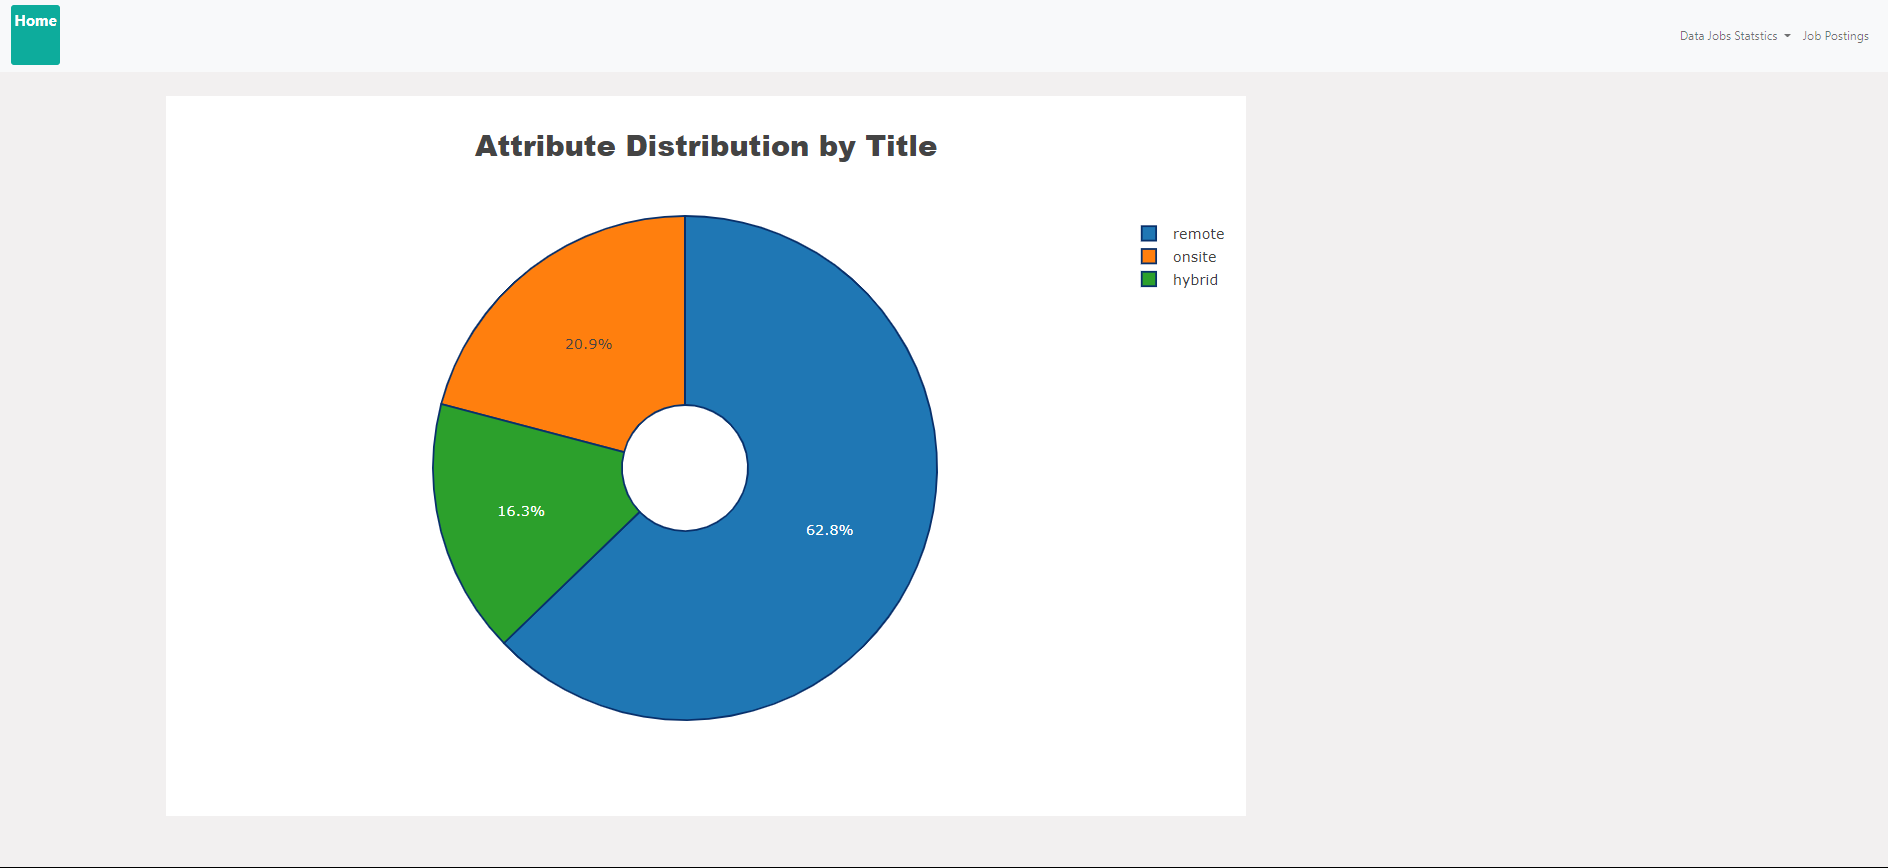 Home
Data Jobs Statstics
Job Postings
Attribute Distribution by Title
remote
onsite
hybrid
20.9%
16.3%
62.8%